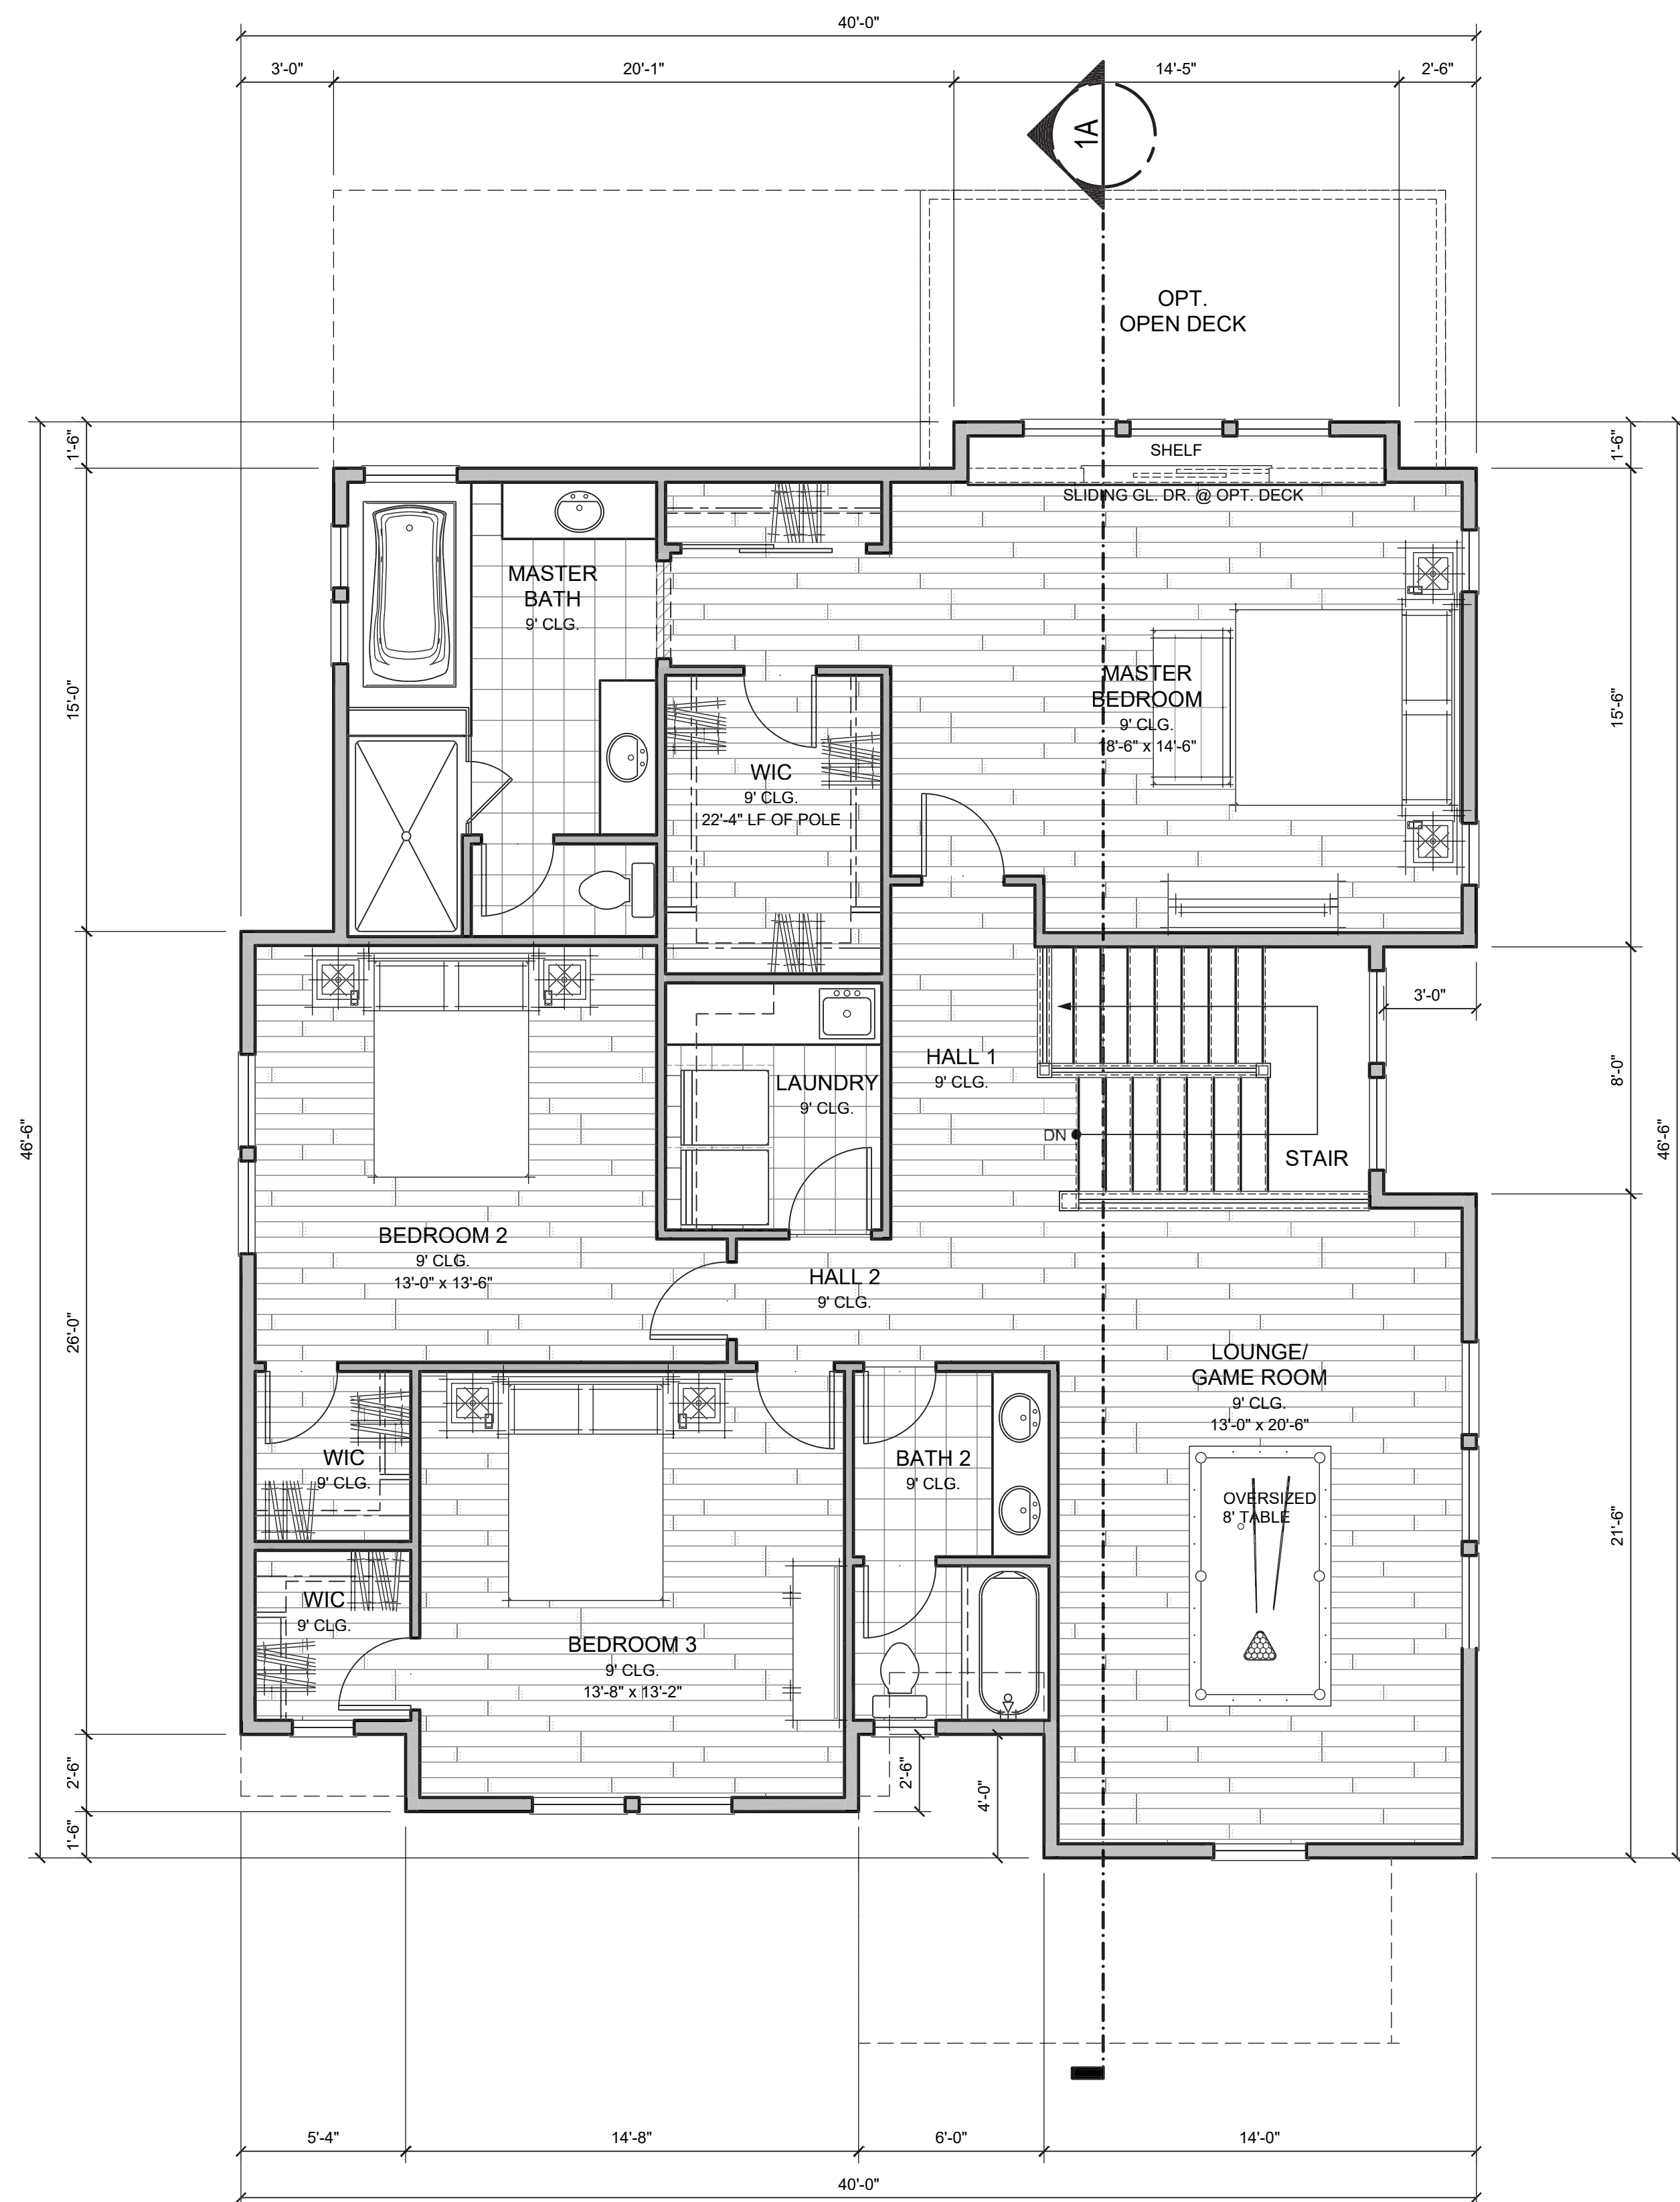 40'-0"
3'-0"
20'-1"
14'-5"
2'-6"
1A
OPT.
OPEN DECK
1'-6"
1'-6"
SHELF
SLIDING GL. DR. @ OPT. DECK
MASTER
BATH
9' CLG.
MASTER
BEDROOM
9' CLG.
8'-6" x 14'-6"
15'-0"
15'-6"
WIC
9' CLG.
22'-4" LF OF POLE
3'-0"
HALL 1
9' CLG.
LAUNDRY
9' CLG.
8'-0"
DN
STAIR
46'-6"
46'-6"
BEDROOM 2
9' CLG.
13'-0" x 13'-6"
HALL 2
9' CLG.
26'-0"
LOUNGE/
GAME ROOM
9' CLG.
13'-0" x 20'-6"
WIC
9' CLG.
BATH 2
9' CLG.
OVERSIZED
8' TABLE
21'-6"
WIC
9' CLG.
BEDROOM 3
9' CLG.
13'-8" x 13'-2"
2'-6"
2'-6"
4'-0"
1'-6"
5'-4"
14'-8"
6'-0"
14'-0"
40'-0"